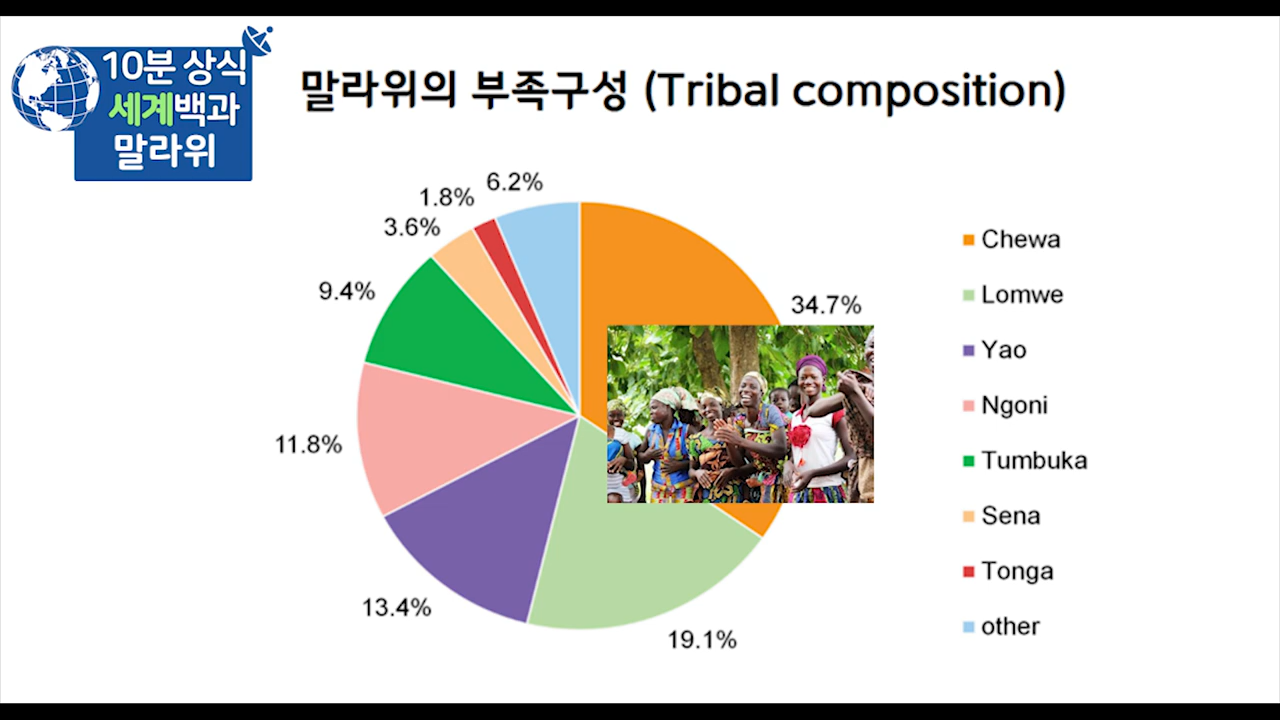 10분 상식
세계백과
말라위
말라위의 부족구성 (Tribal composition)
6.2%
1.8%
3.6%
9.4%
34.7%
11.8%
13.4%
19.1%
Chewa
Lomwe
Yao
Ngoni
Tumbuka
Sena
Tonga
other